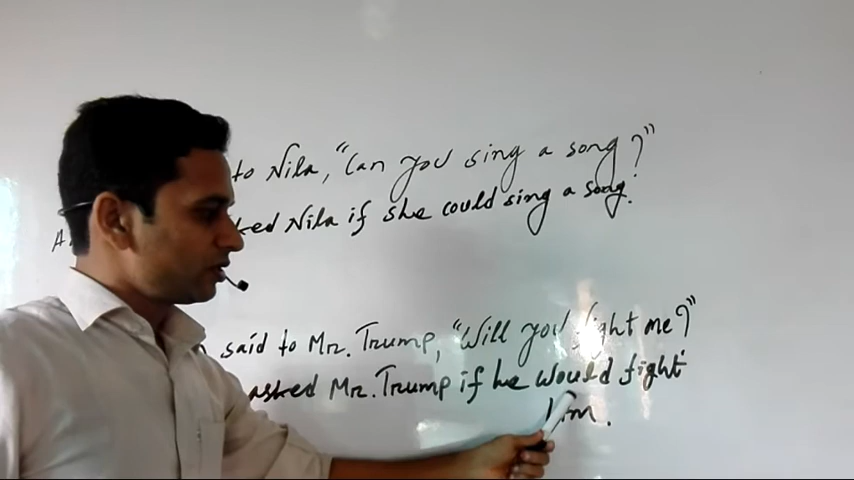 to Nila, "Can you sing a song?"
A ked Nila if she could sing a song.
said to Mr. Trump, "Will you fight me?"
asked Mr. Trump if he would fight
him.